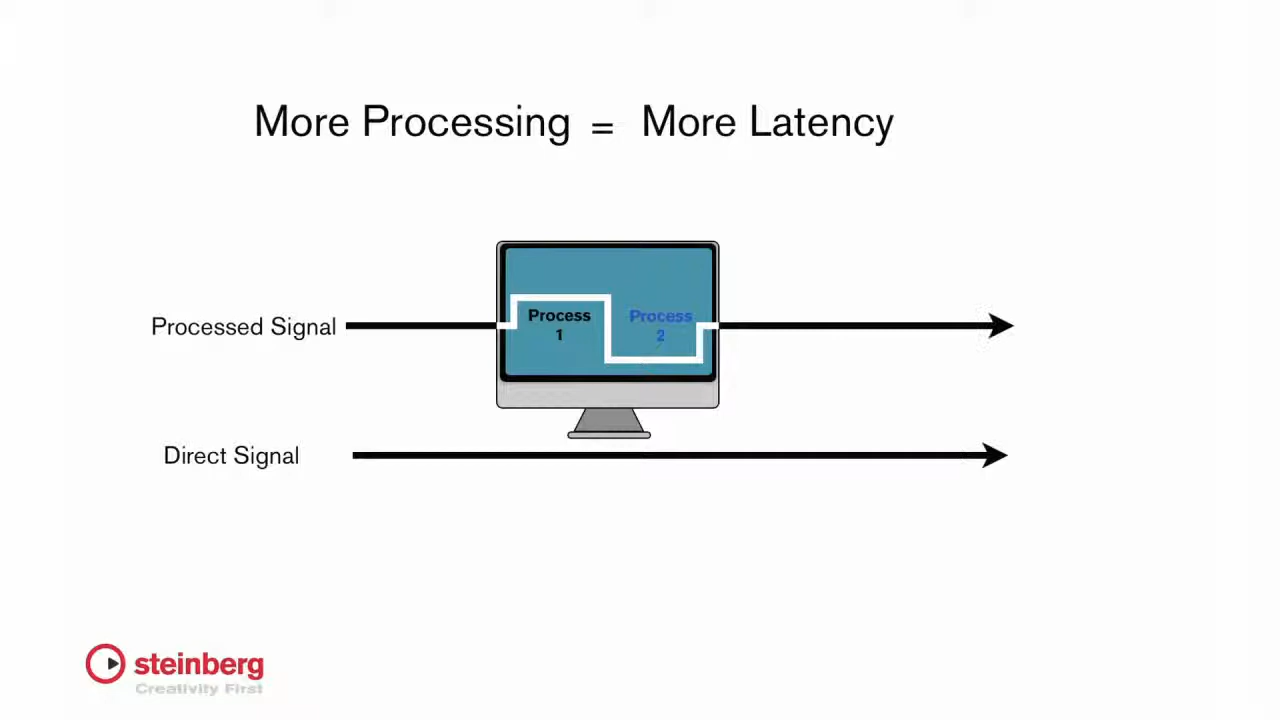 More Processing = More Latency
Processed Signal
Process
1
Process
2
Direct Signal
steinberg
Creativity First